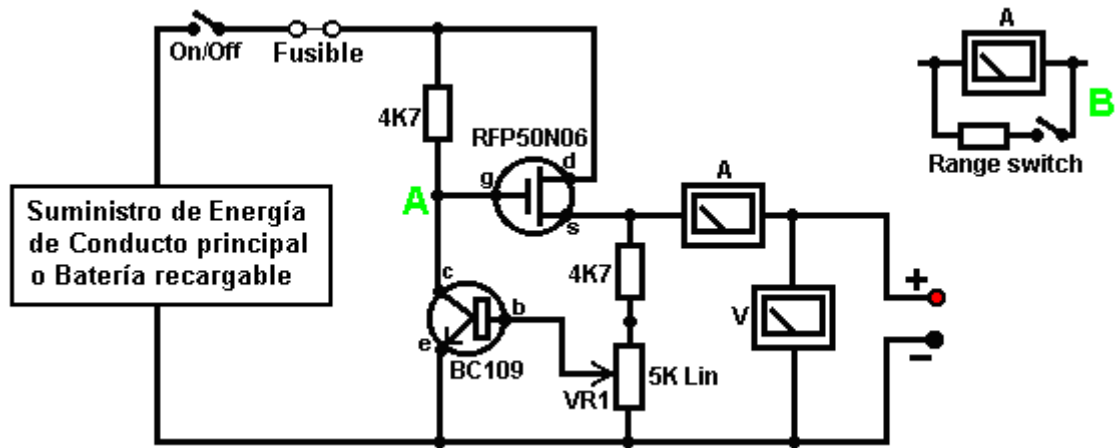 On/Off
Fusible
A
B
Range switch
4K7
RFP50N06
d
g
s
A
A
Suministro de Energía
de Conducto principal
o Batería recargable
c
b
e
BC109
4K7
VR1
5K Lin
V
+
−